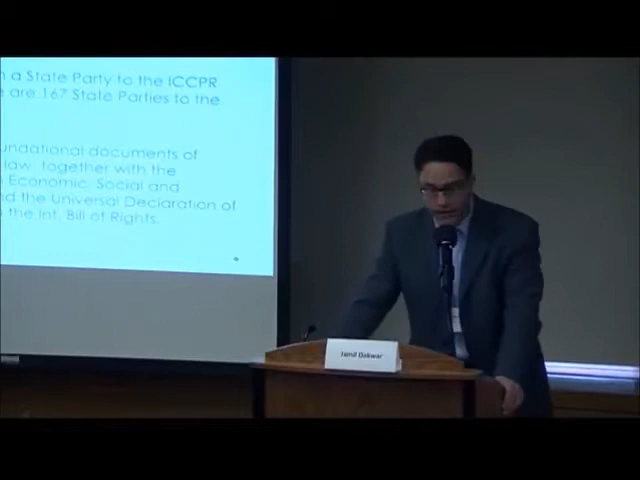 a State Party to the ICCPR
are 167 State Parties to the
undational documents of
law, together with the
Economic, Social and
d the Universal Declaration of
the Int. Bill of Rights.
Jamil Dakwar